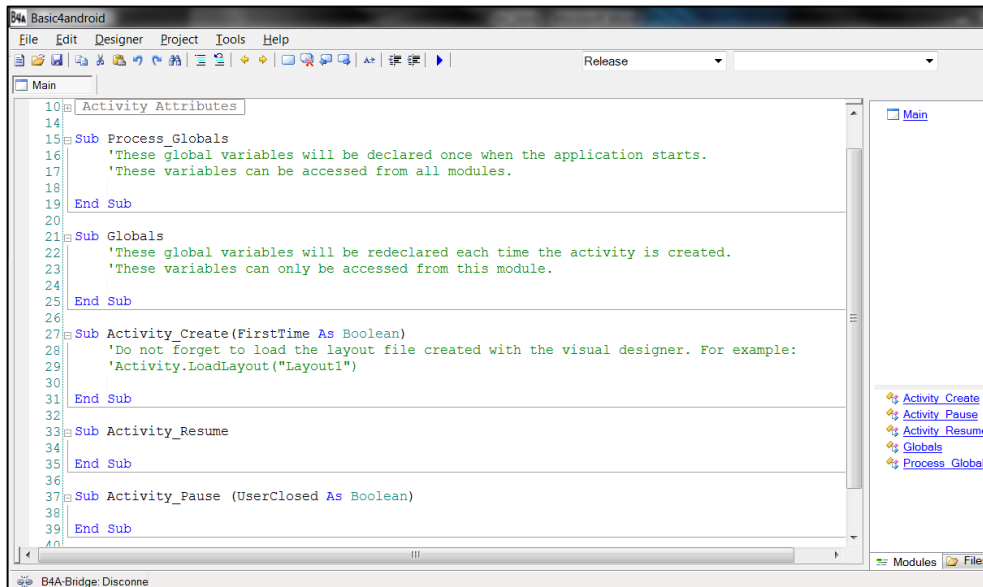 B4A Basic4android
File Edit Designer Project Tools Help
Release
Main
10 Activity Attributes
14
15 Sub Process_Globals
16 'These global variables will be declared once when the application starts.
17 'These variables can be accessed from all modules.
18
19 End Sub
20
21 Sub Globals
22 'These global variables will be redeclared each time the activity is created.
23 'These variables can only be accessed from this module.
24
25 End Sub
26
27 Sub Activity_Create(FirstTime As Boolean)
28 'Do not forget to load the layout file created with the visual designer. For example:
29 'Activity.LoadLayout("Layout1")
30
31 End Sub
32
33 Sub Activity_Resume
34
35 End Sub
36
37 Sub Activity_Pause (UserClosed As Boolean)
38
39 End Sub
40
Main
Activity_Create
Activity_Pause
Activity_Resume
Globals
Process_Global
Modules File
B4A-Bridge: Disconne